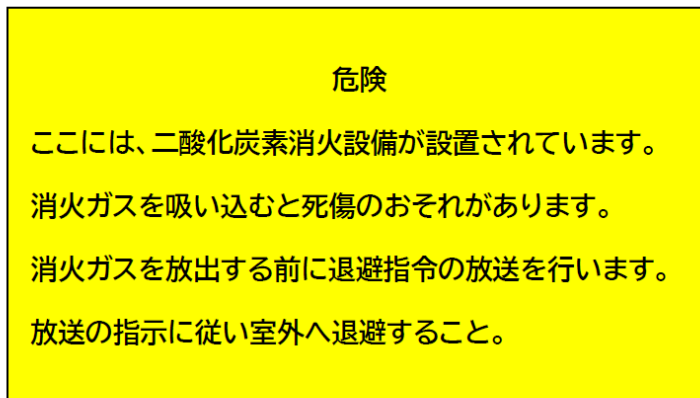 危険
ここには、二酸化炭素消火設備が設置されています。
消火ガスを吸い込むと死傷のおそれがあります。
消火ガスを放出する前に退避指令の放送を行います。
放送の指示に従い室外へ退避すること。